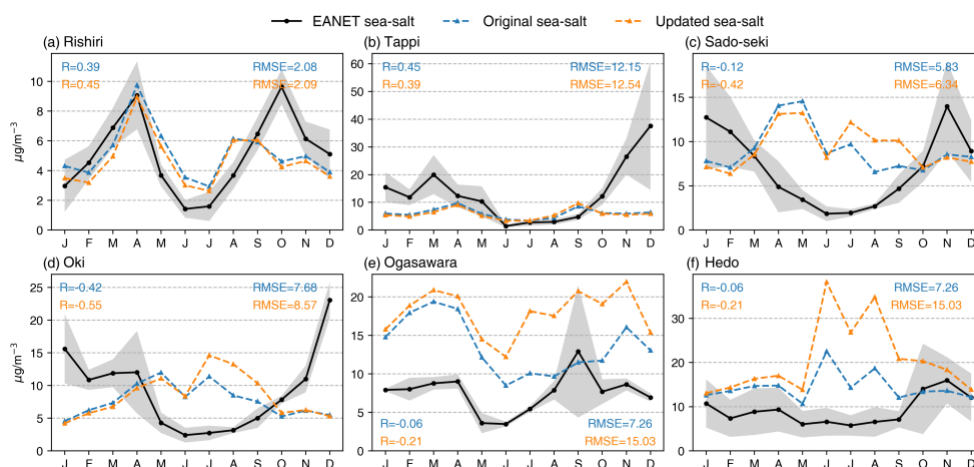 EANET sea-salt Original sea-salt Updated sea-salt
(a) Rishiri (b) Tappi (c) Sado-seki
R=0.39 RMSE=2.08
R=0.45 RMSE=2.09
10
8
6
4
2
0
μg/m⁻³
J F M A M J J A S O N D
R=0.45 RMSE=12.15
R=0.39 RMSE=12.54
60
50
40
30
20
10
0
J F M A M J J A S O N D
R=-0.12 RMSE=5.83
R=-0.42 RMSE=6.34
15
10
5
0
J F M A M J J A S O N D
(d) Oki (e) Ogasawara (f) Hedo
R=-0.42 RMSE=7.68
R=-0.55 RMSE=8.57
25
20
15
10
5
0
μg/m⁻³
J F M A M J J A S O N D
20
15
10
5
0
R=-0.06 RMSE=7.26
R=-0.21 RMSE=15.03
J F M A M J J A S O N D
R=-0.06 RMSE=7.26
R=-0.21 RMSE=15.03
30
20
10
0
J F M A M J J A S O N D